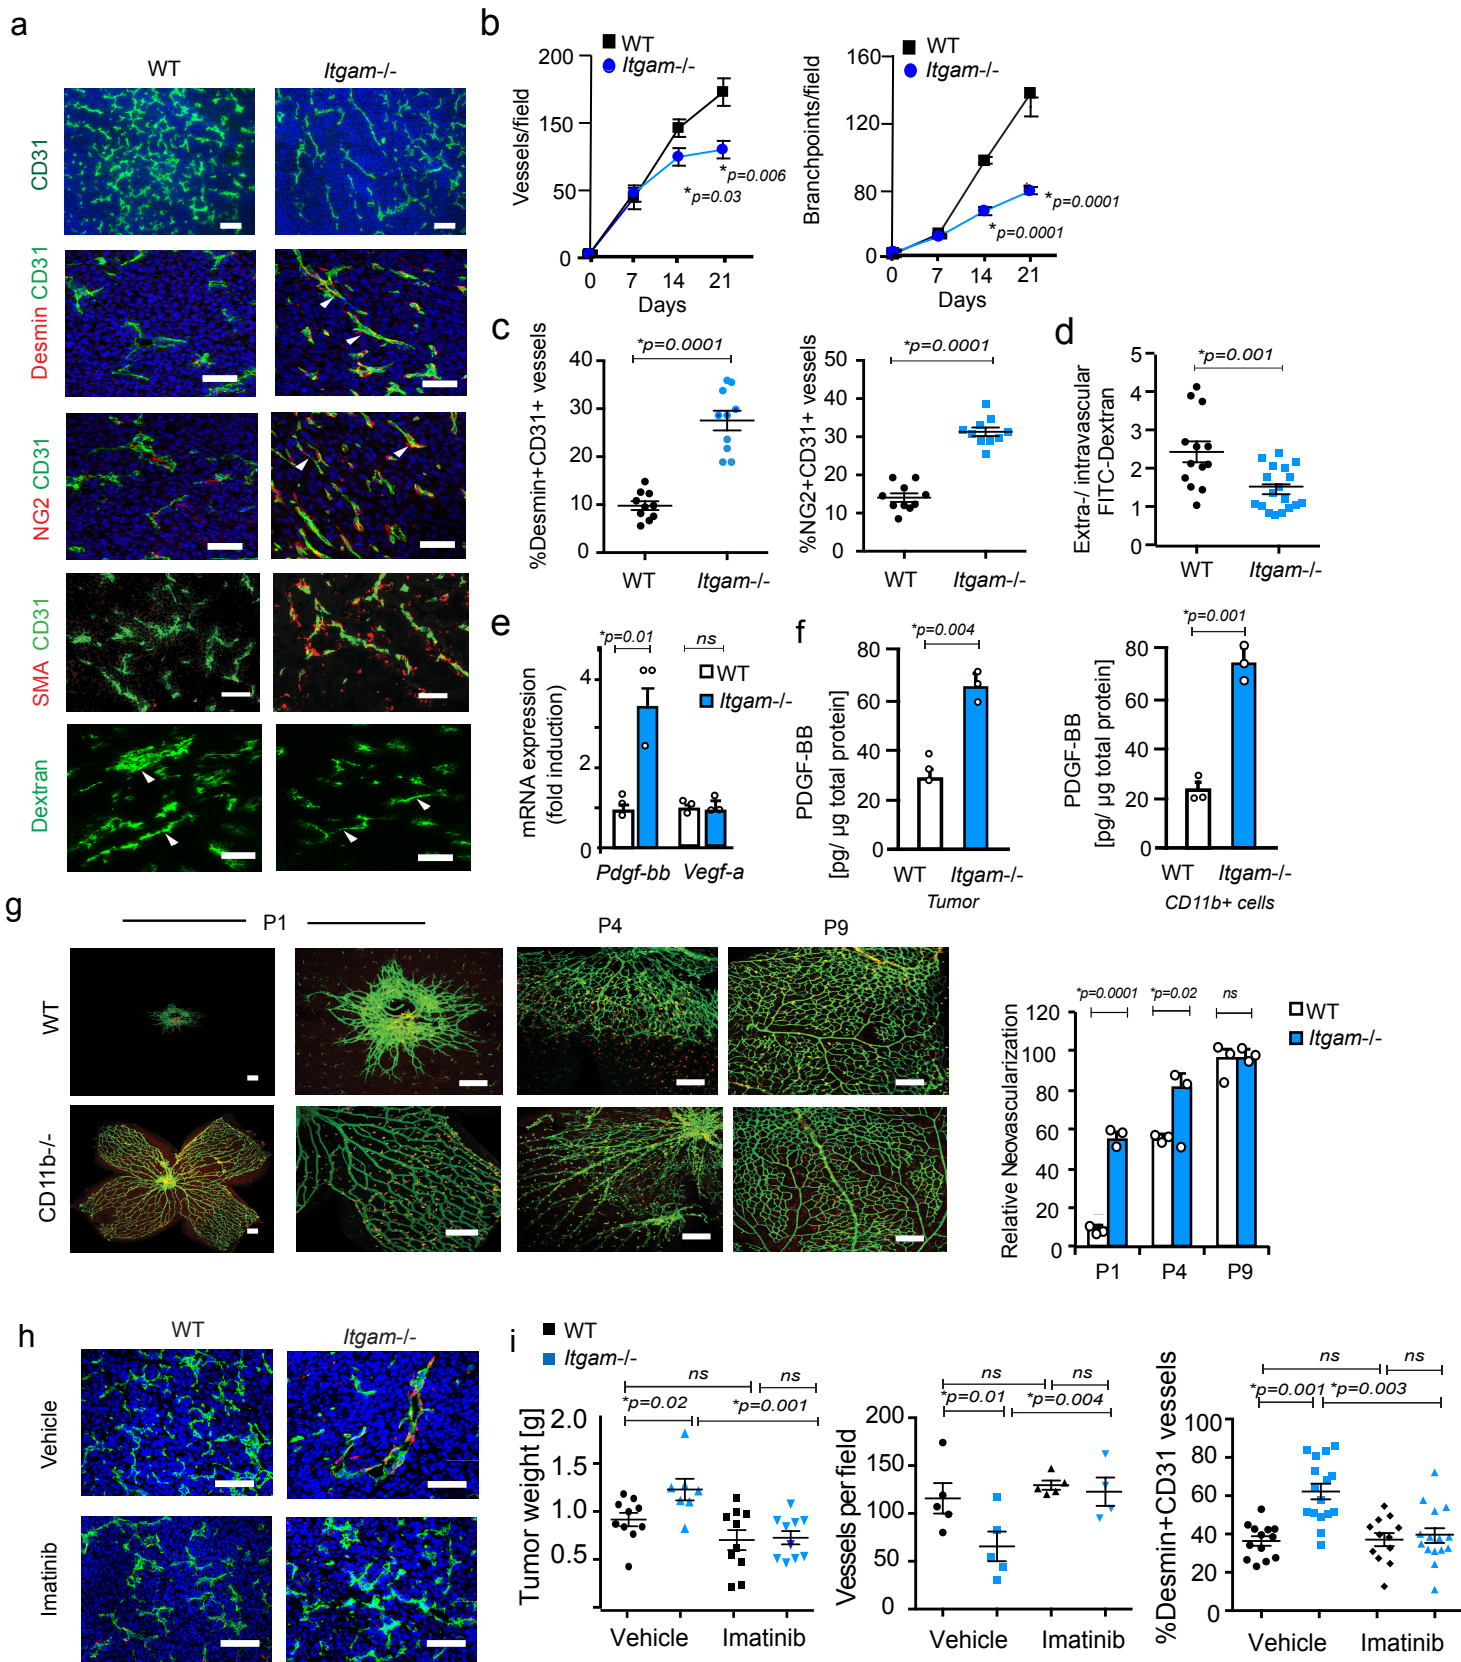 a
WT
Itgam-/-
CD31
Desmin CD31
NG2 CD31
SMA CD31
Dextran
b
WT
Itgam-/-
Vessels/field
200
150
50
0
*p=0.03
*p=0.006
0 7 14 21
Days
WT
Itgam-/-
Branchpoints/field
160
120
80
0
*p=0.0001
*p=0.0001
0 7 14 21
Days
c
%Desmin+CD31+ vessels
*p=0.0001
40
30
20
10
0
WT Itgam-/-
%NG2+CD31+ vessels
*p=0.0001
50
40
30
20
10
0
WT Itgam-/-
d
Extra-/ intravascular
FITC-Dextran
*p=0.001
5
4
3
2
1
0
WT Itgam-/-
e
mRNA expression
(fold induction)
*p=0.01
ns
WT
Itgam-/-
4
2
1
0
Pdgf-bb Vegf-a
f
PDGF-BB
[pg/ µg total protein]
*p=0.004
80
60
40
20
0
WT Itgam-/-
Tumor
PDGF-BB
[pg/ µg total protein]
*p=0.001
80
60
40
20
0
WT Itgam-/-
CD11b+ cells
g
P1
P4
P9
WT
CD11b-/-
Relative Neovascularization
*p=0.0001 *p=0.02 ns
WT
Itgam-/-
120
100
80
60
40
20
0
P1 P4 P9
h
WT
Itgam-/-
Vehicle
Imatinib
i
WT
Itgam-/-
Tumor weight [g]
ns
ns
*p=0.02
*p=0.001
2.0
1.5
1.0
0.5
Vehicle Imatinib
Vessels per field
ns
ns
*p=0.01
*p=0.004
200
150
100
50
0
Vehicle Imatinib
%Desmin+CD31 vessels
ns
ns
*p=0.001
*p=0.003
100
80
60
40
20
0
Vehicle Imatinib